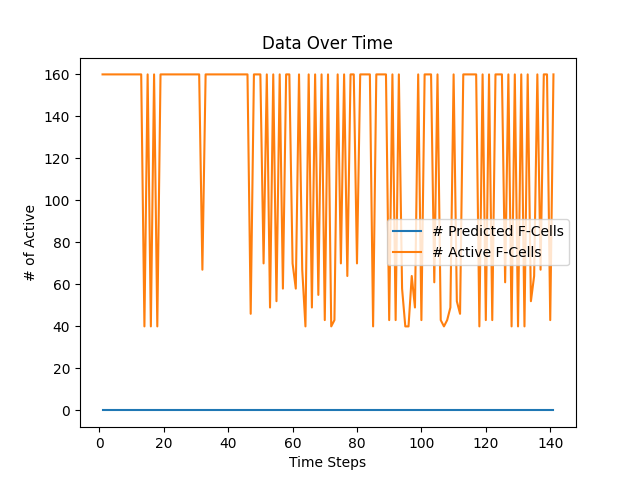 Data Over Time
# of Active
160
140
120
100
80
60
40
20
0
# Predicted F-Cells
# Active F-Cells
0 20 40 60 80 100 120 140
Time Steps